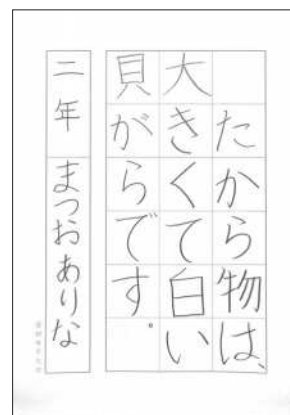 たから物は、
大きくて白い
貝がらです。
二年 まつおありな